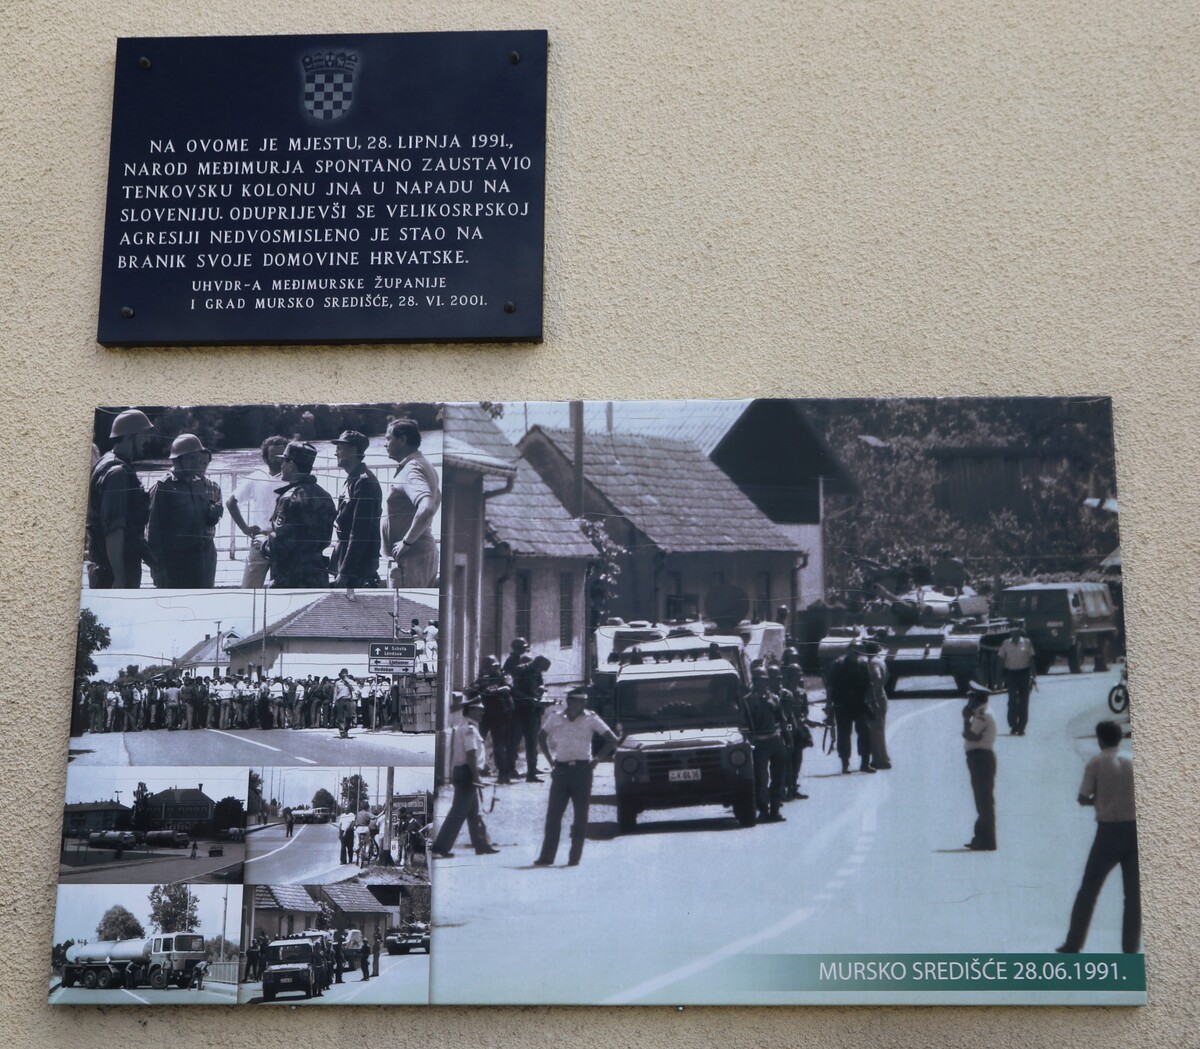 NA OVOME JE MJESTU, 28. LIPNJA 1991.,
NAROD MEĐIMURJA SPONTANO ZAUSTAVIO
TENKOVSKU KOLONU JNA U NAPADU NA
SLOVENIJU. ODUPRIJEVŠI SE VELIKOSRPSKOJ
AGRESIJI NEDVOSMISLENO JE STAO NA
BRANIK SVOJE DOMOVINE HRVATSKE.
UHVDR-A MEĐIMURSKE ŽUPANIJE
I GRAD MURSKO SREDIŠĆE, 28. VI. 2001.
MURSKO SREDIŠĆE 28.06.1991.